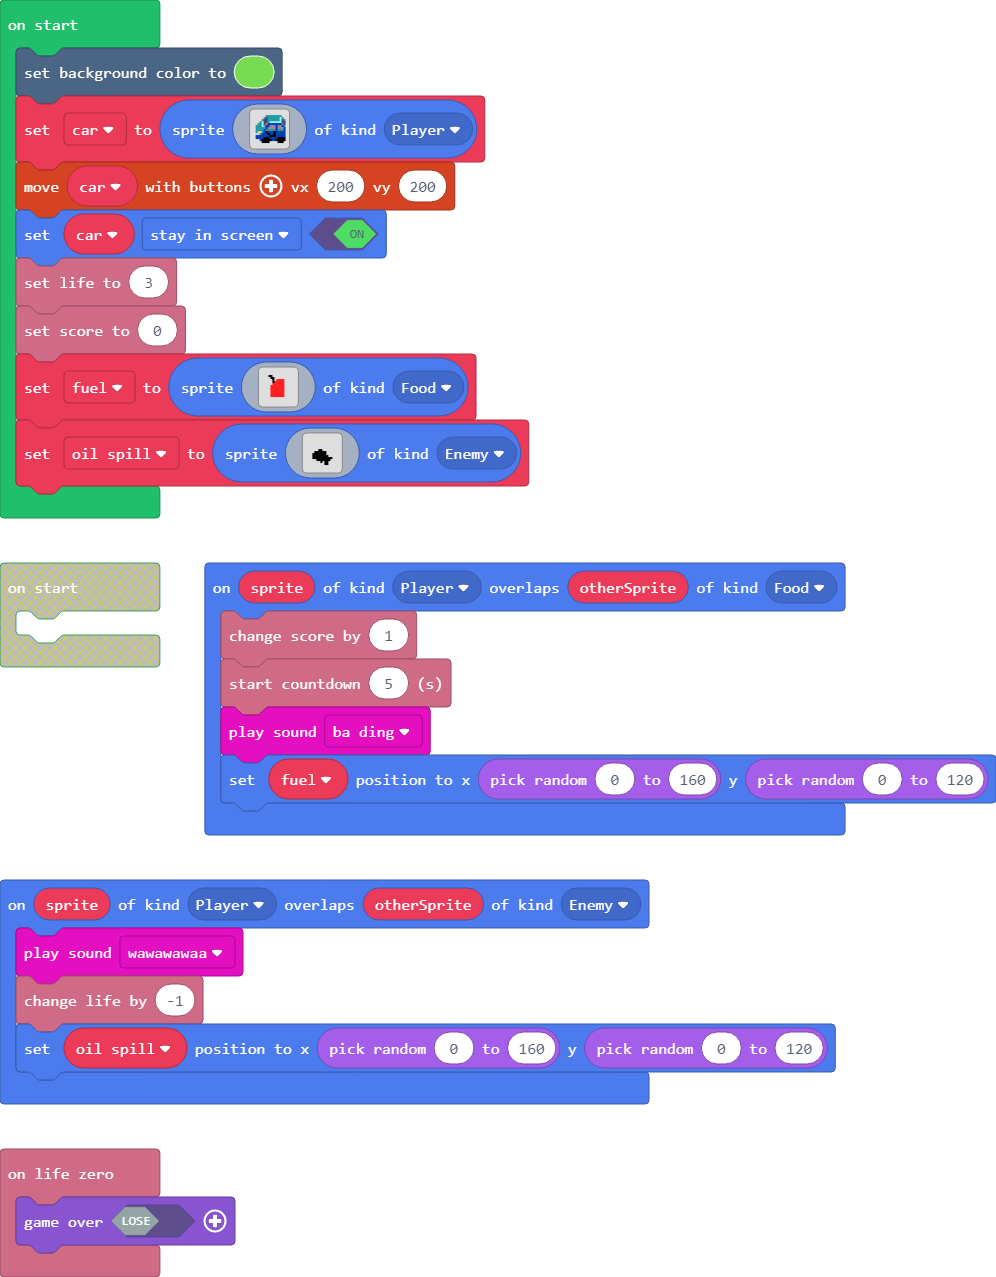 on start
set background color to
set car to sprite of kind Player
move car with buttons vx 200 vy 200
set car stay in screen ON
set life to 3
set score to 0
set fuel to sprite of kind Food
set oil spill to sprite of kind Enemy
on start
on sprite of kind Player overlaps otherSprite of kind Food
change score by 1
start countdown 5 (s)
play sound ba ding
set fuel position to x pick random 0 to 160 y pick random 0 to 120
on sprite of kind Player overlaps otherSprite of kind Enemy
play sound wawawawaa
change life by -1
set oil spill position to x pick random 0 to 160 y pick random 0 to 120
on life zero
game over LOSE